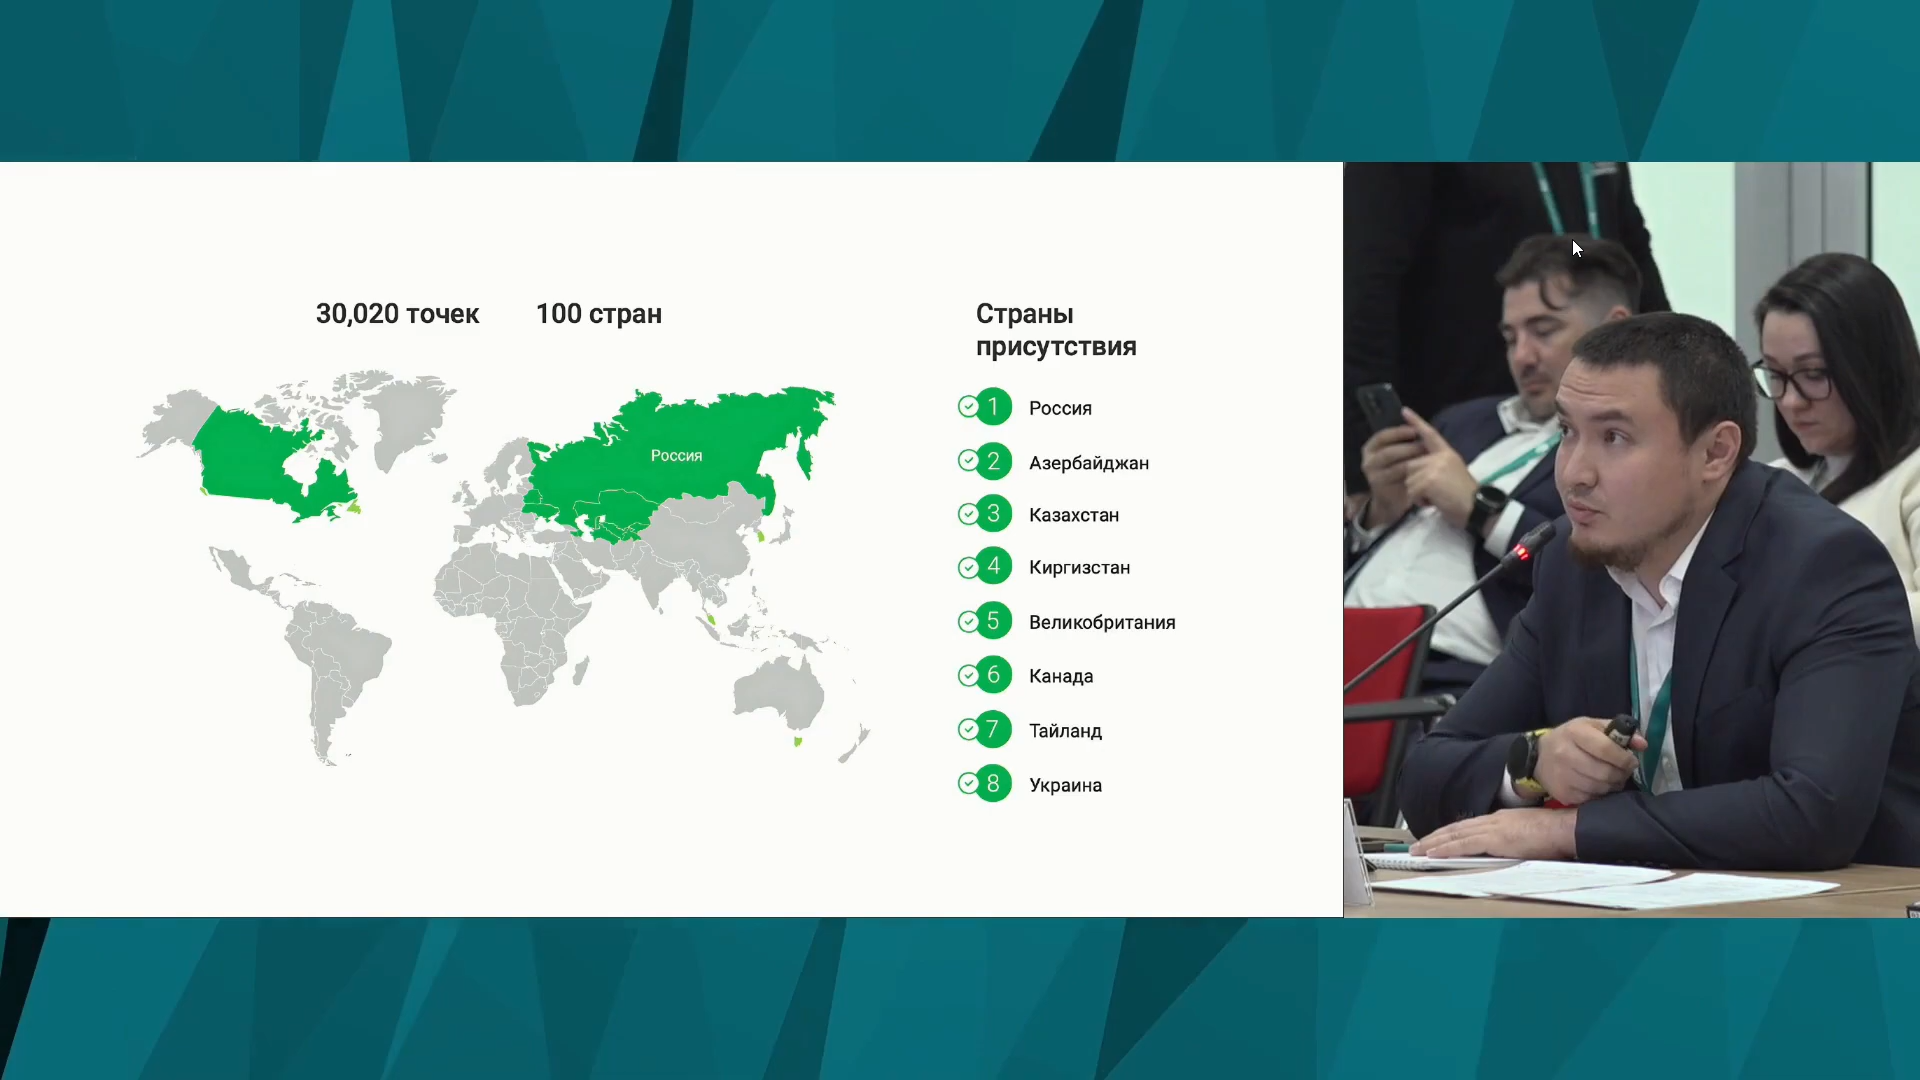 30,020 точек
100 стран
Страны
присутствия
1 Россия
2 Азербайджан
3 Казахстан
4 Киргизстан
5 Великобритания
6 Канада
7 Тайланд
8 Украина
Россия